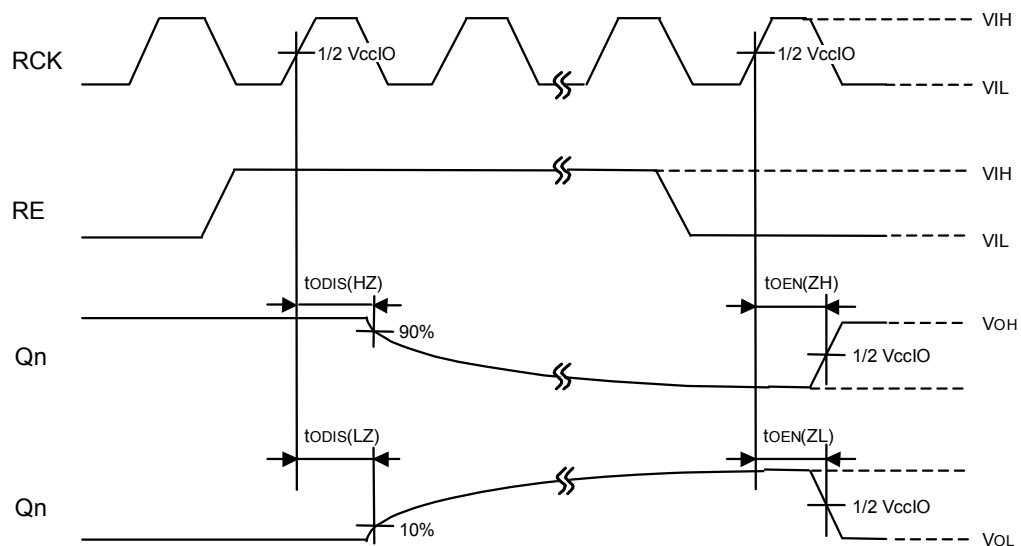 VIH
RCK
1/2 VccIO
1/2 VccIO
VIL
VIH
RE
VIL
tODIS(HZ)
tOEN(ZH)
VOH
90%
Qn
1/2 VccIO
tODIS(LZ)
tOEN(ZL)
Qn
1/2 VccIO
10%
VOL